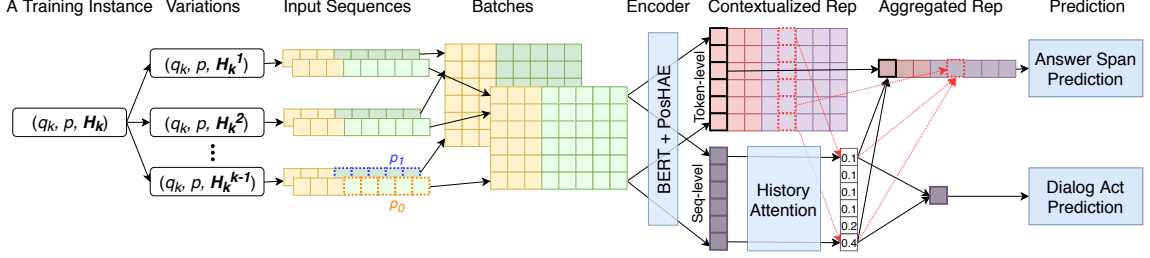 A Training Instance
Variations
Input Sequences
Batches
Encoder
Contextualized Rep
Aggregated Rep
Prediction
(qk, p, Hk)
(qk, p, Hk1)
(qk, p, Hk2)
(qk, p, Hkk-1)
p1
p0
BERT + PosHAE
Token-level
Seq-level
History
Attention
0.1
0.1
0.1
0.1
0.2
0.4
Answer Span
Prediction
Dialog Act
Prediction